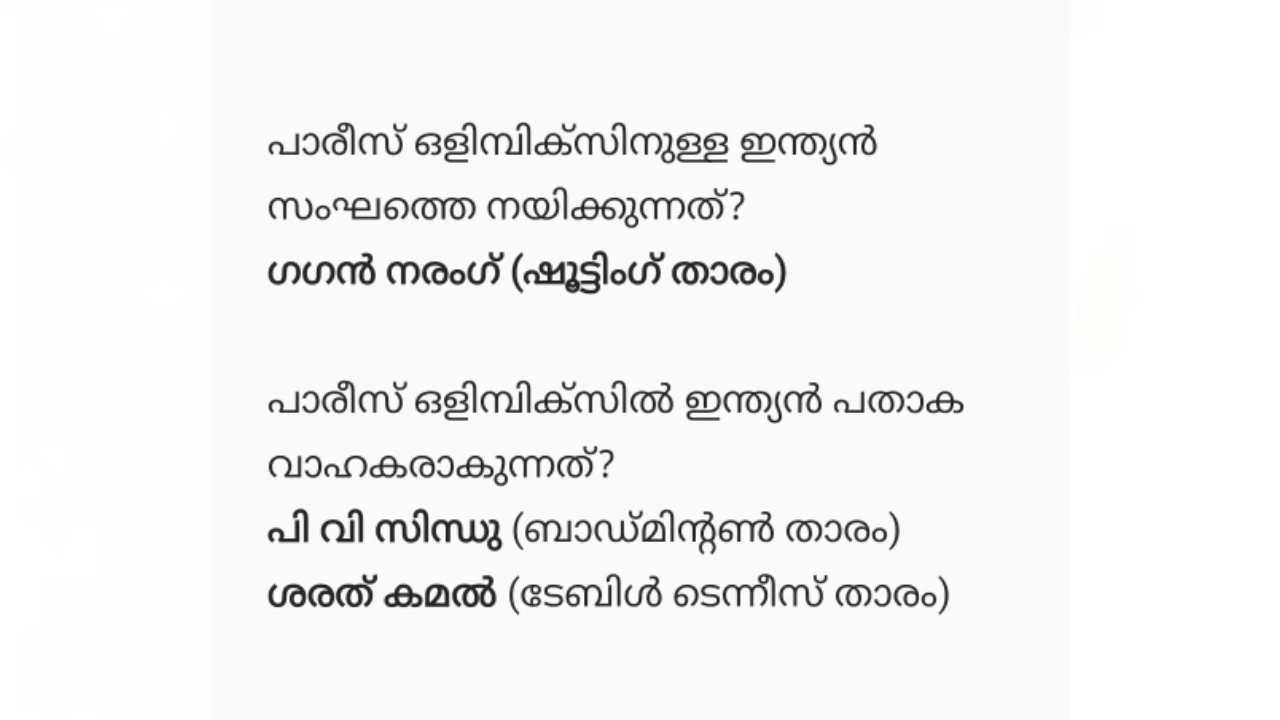 പാരീസ് ഒളിമ്പിക്സിനുള്ള ഇന്ത്യൻ
സംഘത്തെ നയിക്കുന്നത്?
ഗഗൻ നരംഗ് (ഷൂട്ടിംഗ് താരം)
പാരീസ് ഒളിമ്പിക്സിൽ ഇന്ത്യൻ പതാക
വാഹകരാകുന്നത്?
പി വി സിന്ധു (ബാഡ്മിന്റൺ താരം)
ശരത് കമൽ (ടേബിൾ ടെന്നീസ് താരം)